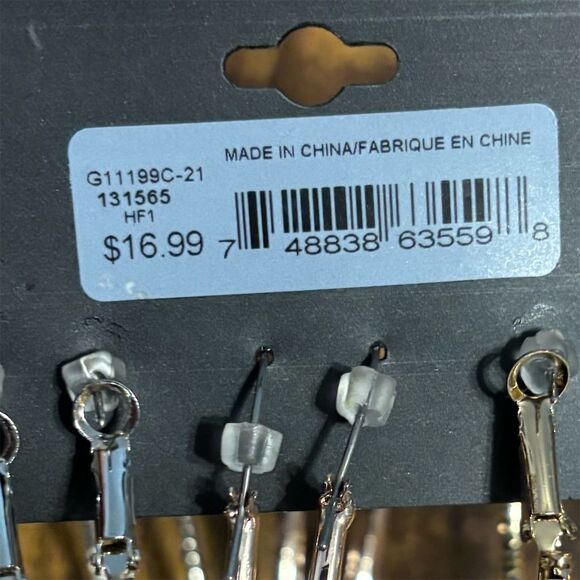 MADE IN CHINA/FABRIQUE EN CHINE
G11199C-21
131565
HF1
$16.99
7 48838 63559 8